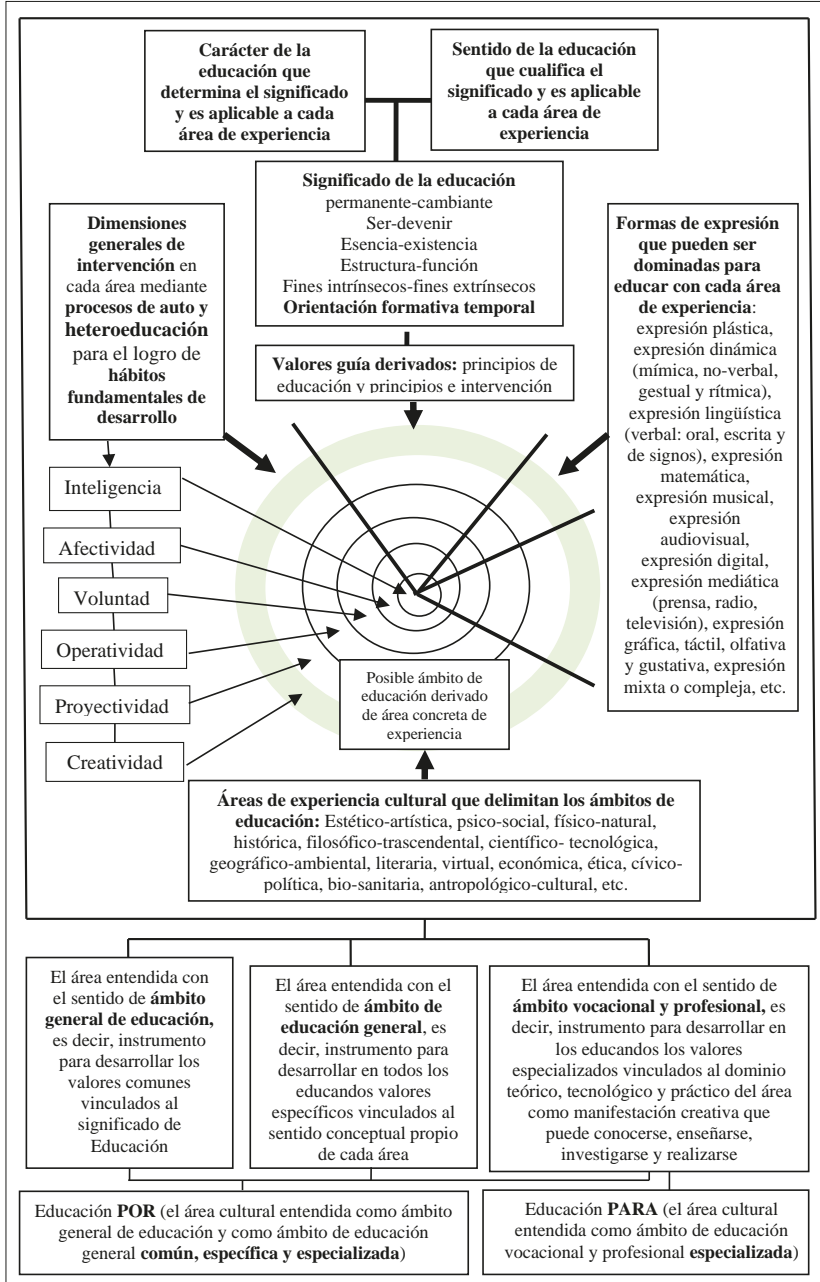 Carácter de la
educación que
determina el significado
y es aplicable a cada
área de experiencia
Sentido de la educación
que cualifica el
significado y es aplicable
a cada área de
experiencia
Significado de la educación
permanente-cambiante
Ser-devenir
Esencia-existencia
Estructura-función
Fines intrínsecos-fines extrínsecos
Orientación formativa temporal
Dimensiones
generales de
intervención en
cada área mediante
procesos de auto y
heteroeducación
para el logro de
hábitos
fundamentales de
desarrollo
Formas de expresión
que pueden ser
dominadas para
educar con cada área
de experiencia:
expresión plástica,
expresión dinámica
(mímica, no-verbal,
gestual y rítmica),
expresión lingüística
(verbal: oral, escrita y
de signos), expresión
matemática,
expresión musical,
expresión
audiovisual,
expresión digital,
expresión mediática
(prensa, radio,
televisión), expresión
gráfica, táctil, olfativa
y gustativa, expresión
mixta o compleja, etc.
Valores guía derivados: principios de
educación y principios e intervención
Inteligencia
Afectividad
Voluntad
Operatividad
Proyectividad
Creatividad
Posible ámbito de
educación derivado
de área concreta de
experiencia
Áreas de experiencia cultural que delimitan los ámbitos de
educación: Estético-artística, psico-social, físico-natural,
histórica, filosófico-trascendental, científico- tecnológica,
geográfico-ambiental, literaria, virtual, económica, ética, cívico-
política, bio-sanitaria, antropológico-cultural, etc.
El área entendida con
el sentido de ámbito
general de educación,
es decir, instrumento
para desarrollar los
valores comunes
vinculados al
significado de
Educación
El área entendida con el
sentido de ámbito de
educación general, es
decir, instrumento para
desarrollar en todos los
educandos valores
específicos vinculados al
sentido conceptual propio
de cada área
El área entendida con el sentido de
ámbito vocacional y profesional, es
decir, instrumento para desarrollar en
los educandos los valores
especializados vinculados al dominio
teórico, tecnológico y práctico del área
como manifestación creativa que
puede conocerse, enseñarse,
investigarse y realizarse
Educación POR (el área cultural entendida como ámbito
general de educación y como ámbito de educación
general común, específica y especializada)
Educación PARA (el área cultural
entendida como ámbito de educación
vocacional y profesional especializada)